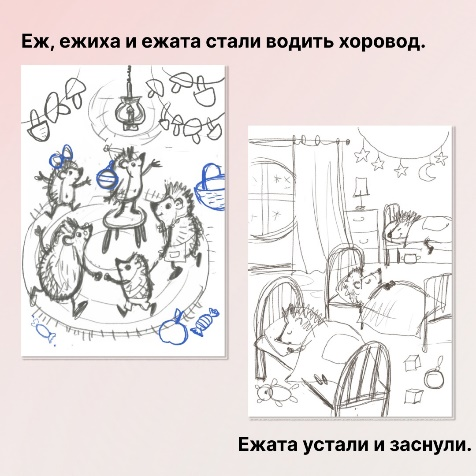 Еж, ежиха и ежата стали водить хоровод.
Ежата устали и заснули.